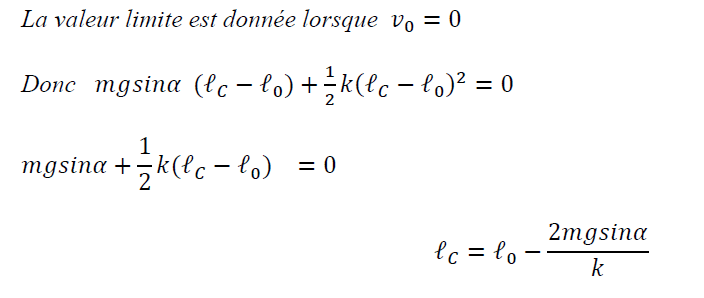 La valeur limite est donnée lorsque v₀ = 0
Donc mgsinα (ℓ_C − ℓ₀) + ½k(ℓ_C − ℓ₀)² = 0
mgsinα + 1/2 k(ℓ_C − ℓ₀) = 0
ℓ_C = ℓ₀ − 2mgsinα/k